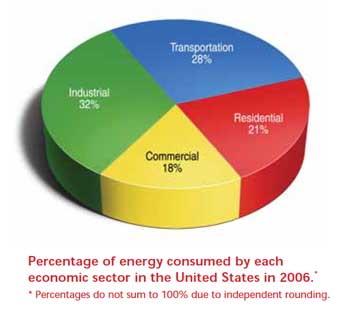 Transportation
28%
Industrial
32%
Residential
21%
Commercial
18%
Percentage of energy consumed by each
economic sector in the United States in 2006.*
* Percentages do not sum to 100% due to independent rounding.